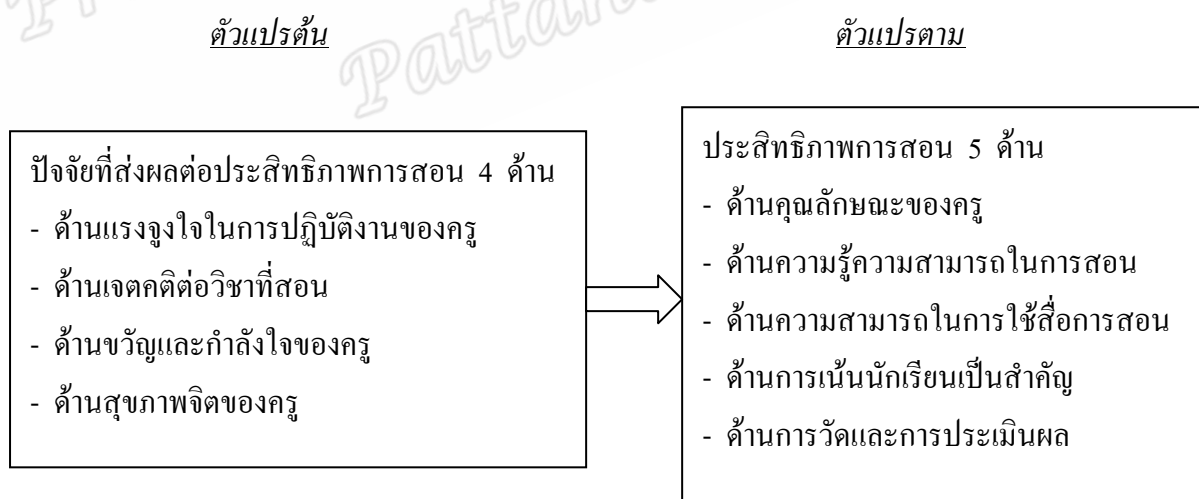 ตัวแปรต้น
ตัวแปรตาม
ปัจจัยที่ส่งผลต่อประสิทธิภาพการสอน 4 ด้าน
- ด้านแรงจูงใจในการปฏิบัติงานของครู
- ด้านเจตคติต่อวิชาที่สอน
- ด้านขวัญและกำลังใจของครู
- ด้านสุขภาพจิตของครู
ประสิทธิภาพการสอน 5 ด้าน
- ด้านคุณลักษณะของครู
- ด้านความรู้ความสามารถในการสอน
- ด้านความสามารถในการใช้สื่อการสอน
- ด้านการเน้นนักเรียนเป็นสำคัญ
- ด้านการวัดและการประเมินผล